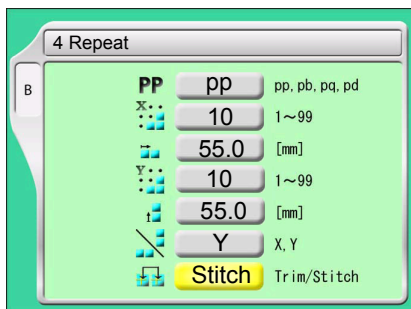 4 Repeat
B
PP pp pp, pb, pq, pd
X 10 1~99
55.0 [mm]
Y 10 1~99
55.0 [mm]
Y X, Y
Stitch Trim/Stitch